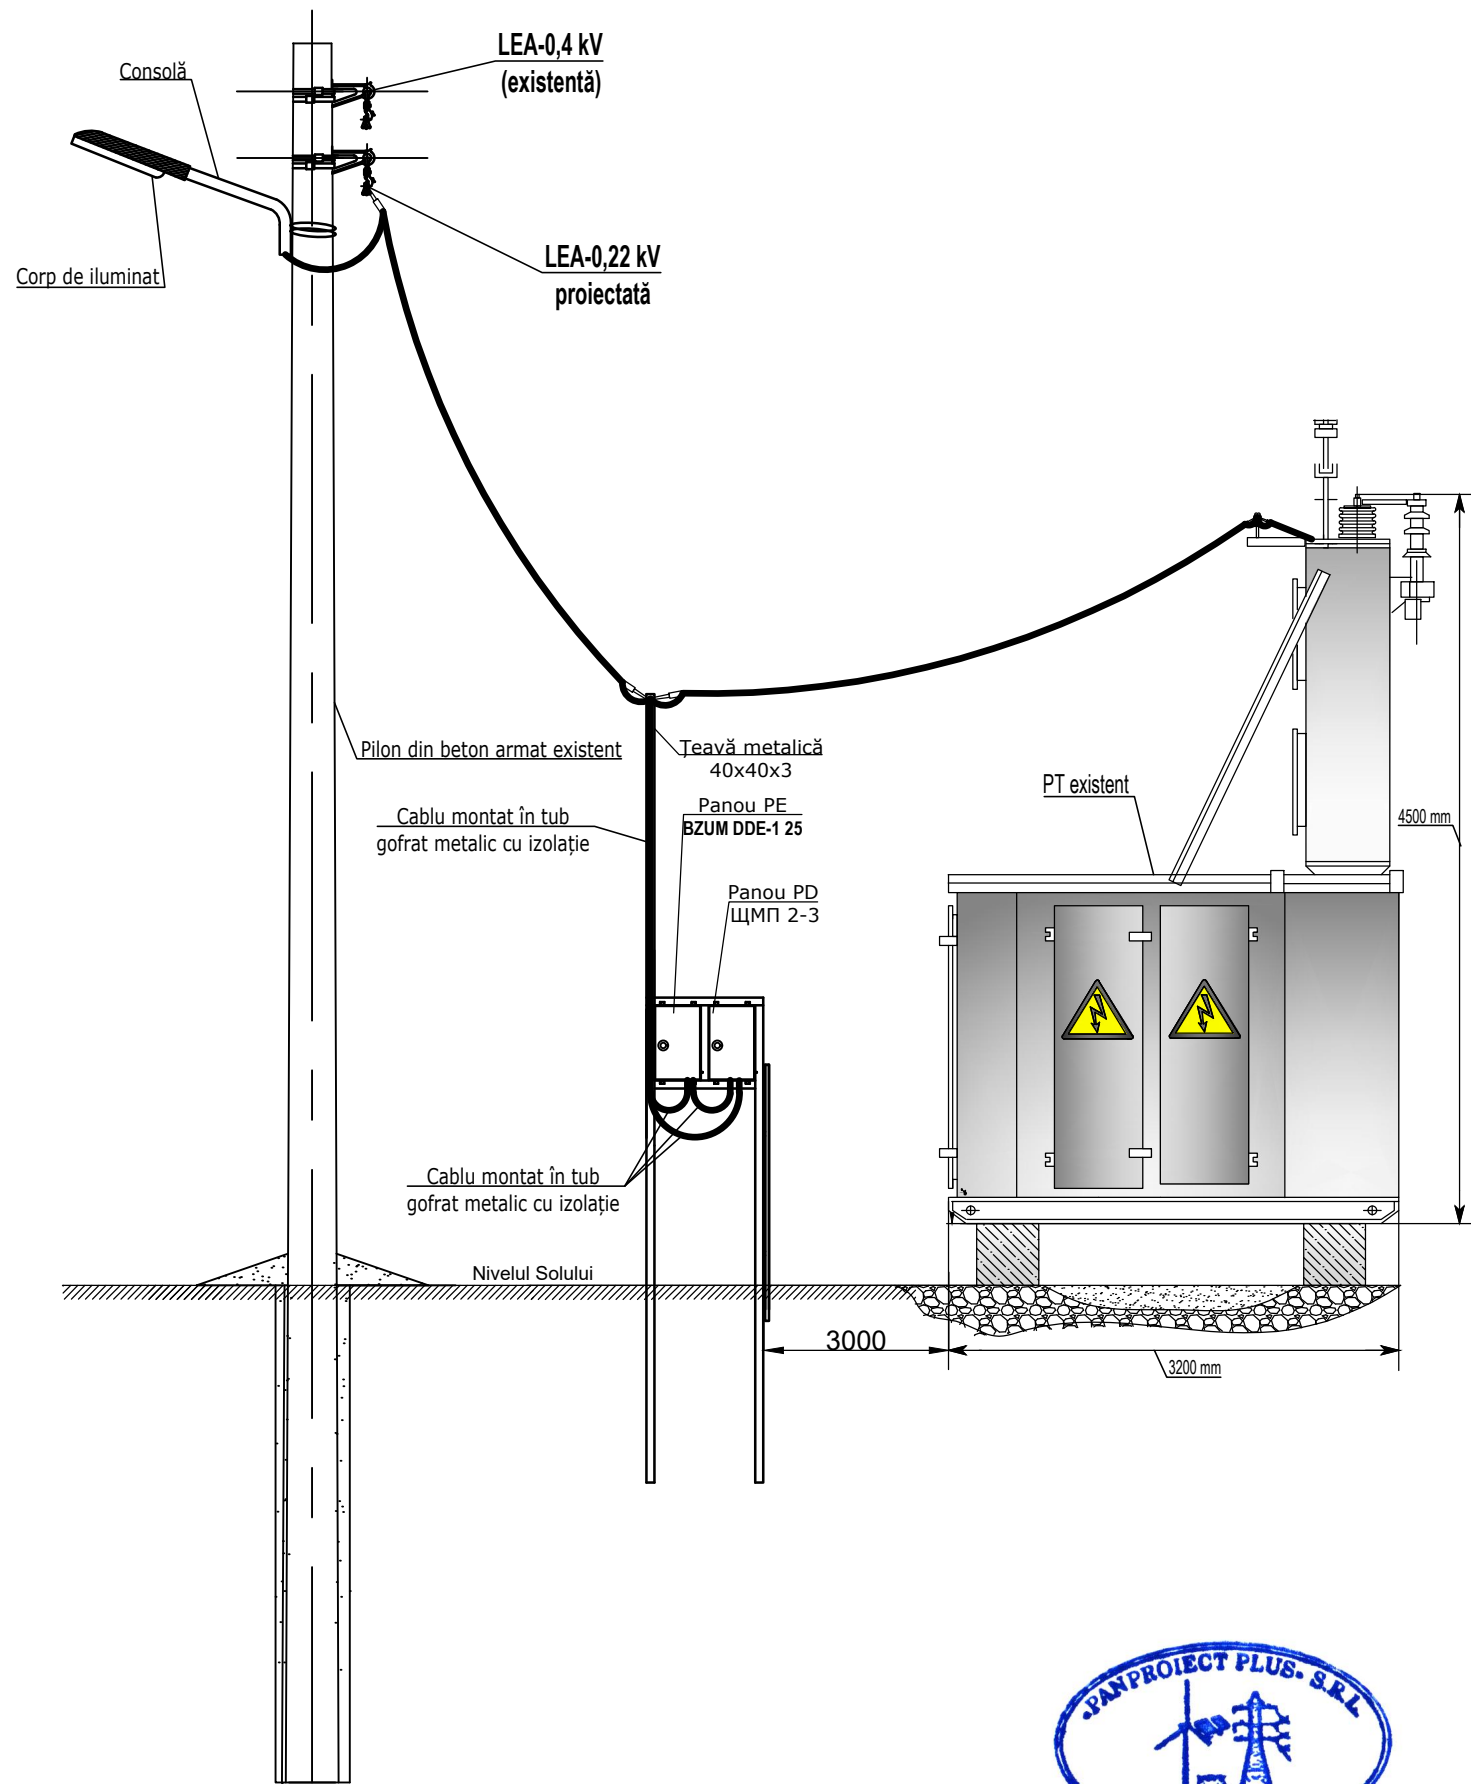 LEA-0,4 kV
(existentă)
Consolă
LEA-0,22 kV
proiectată
Corp de iluminat
Pilon din beton armat existent
Țeavă metalică
40x40x3
PT existent
Panou PE
BZUM DDE-1 25
Cablu montat în tub
gofrat metalic cu izolație
4500 mm
Panou PD
ЩМП 2-3
Cablu montat în tub
gofrat metalic cu izolație
Nivelul Solului
3000
3200 mm
"PANPROIECT PLUS" S.R.L.